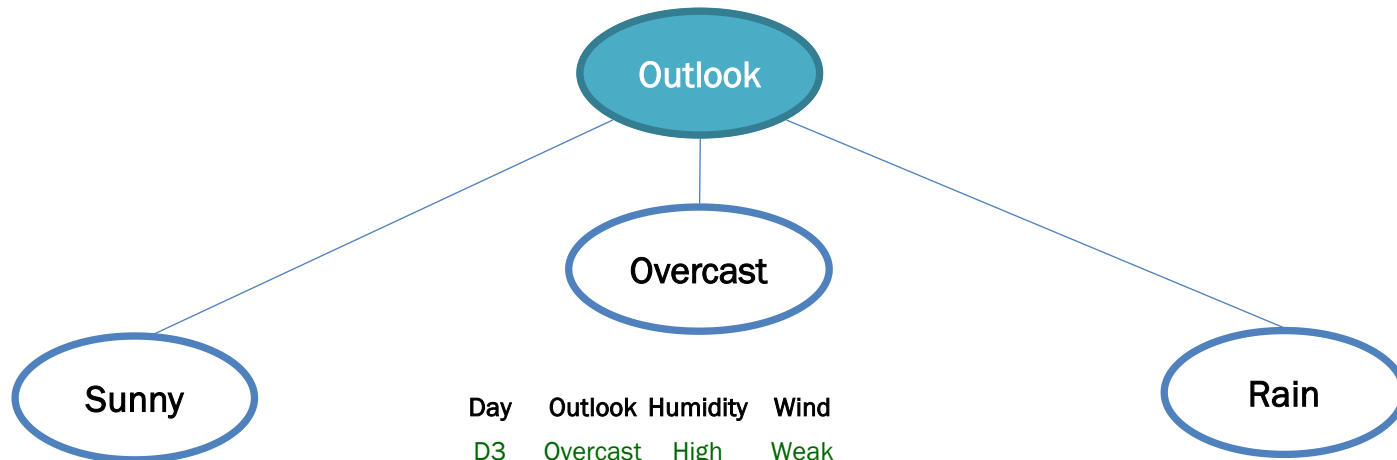 Outlook
Overcast
Sunny
Rain
Day Outlook Humidity Wind
D3 Overcast High Weak